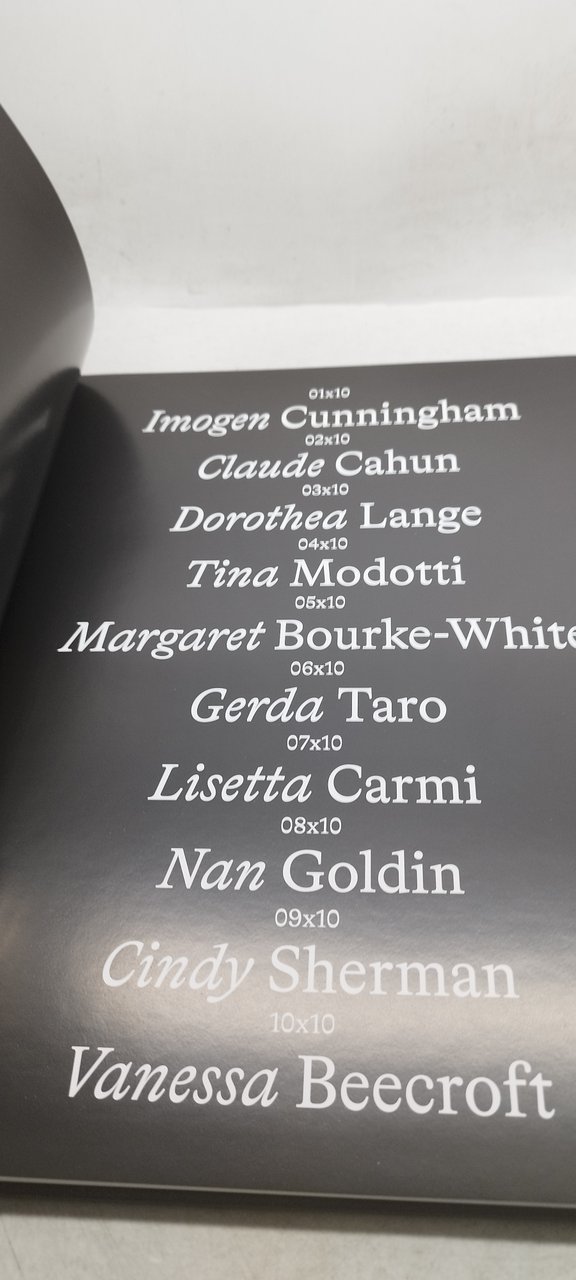 01x10
Imogen Cunningham
02x10
Claude Cahun
03x10
Dorothea Lange
04x10
Tina Modotti
05x10
Margaret Bourke-White
06x10
Gerda Taro
07x10
Lisetta Carmi
08x10
Nan Goldin
09x10
Cindy Sherman
10x10
Vanessa Beecroft